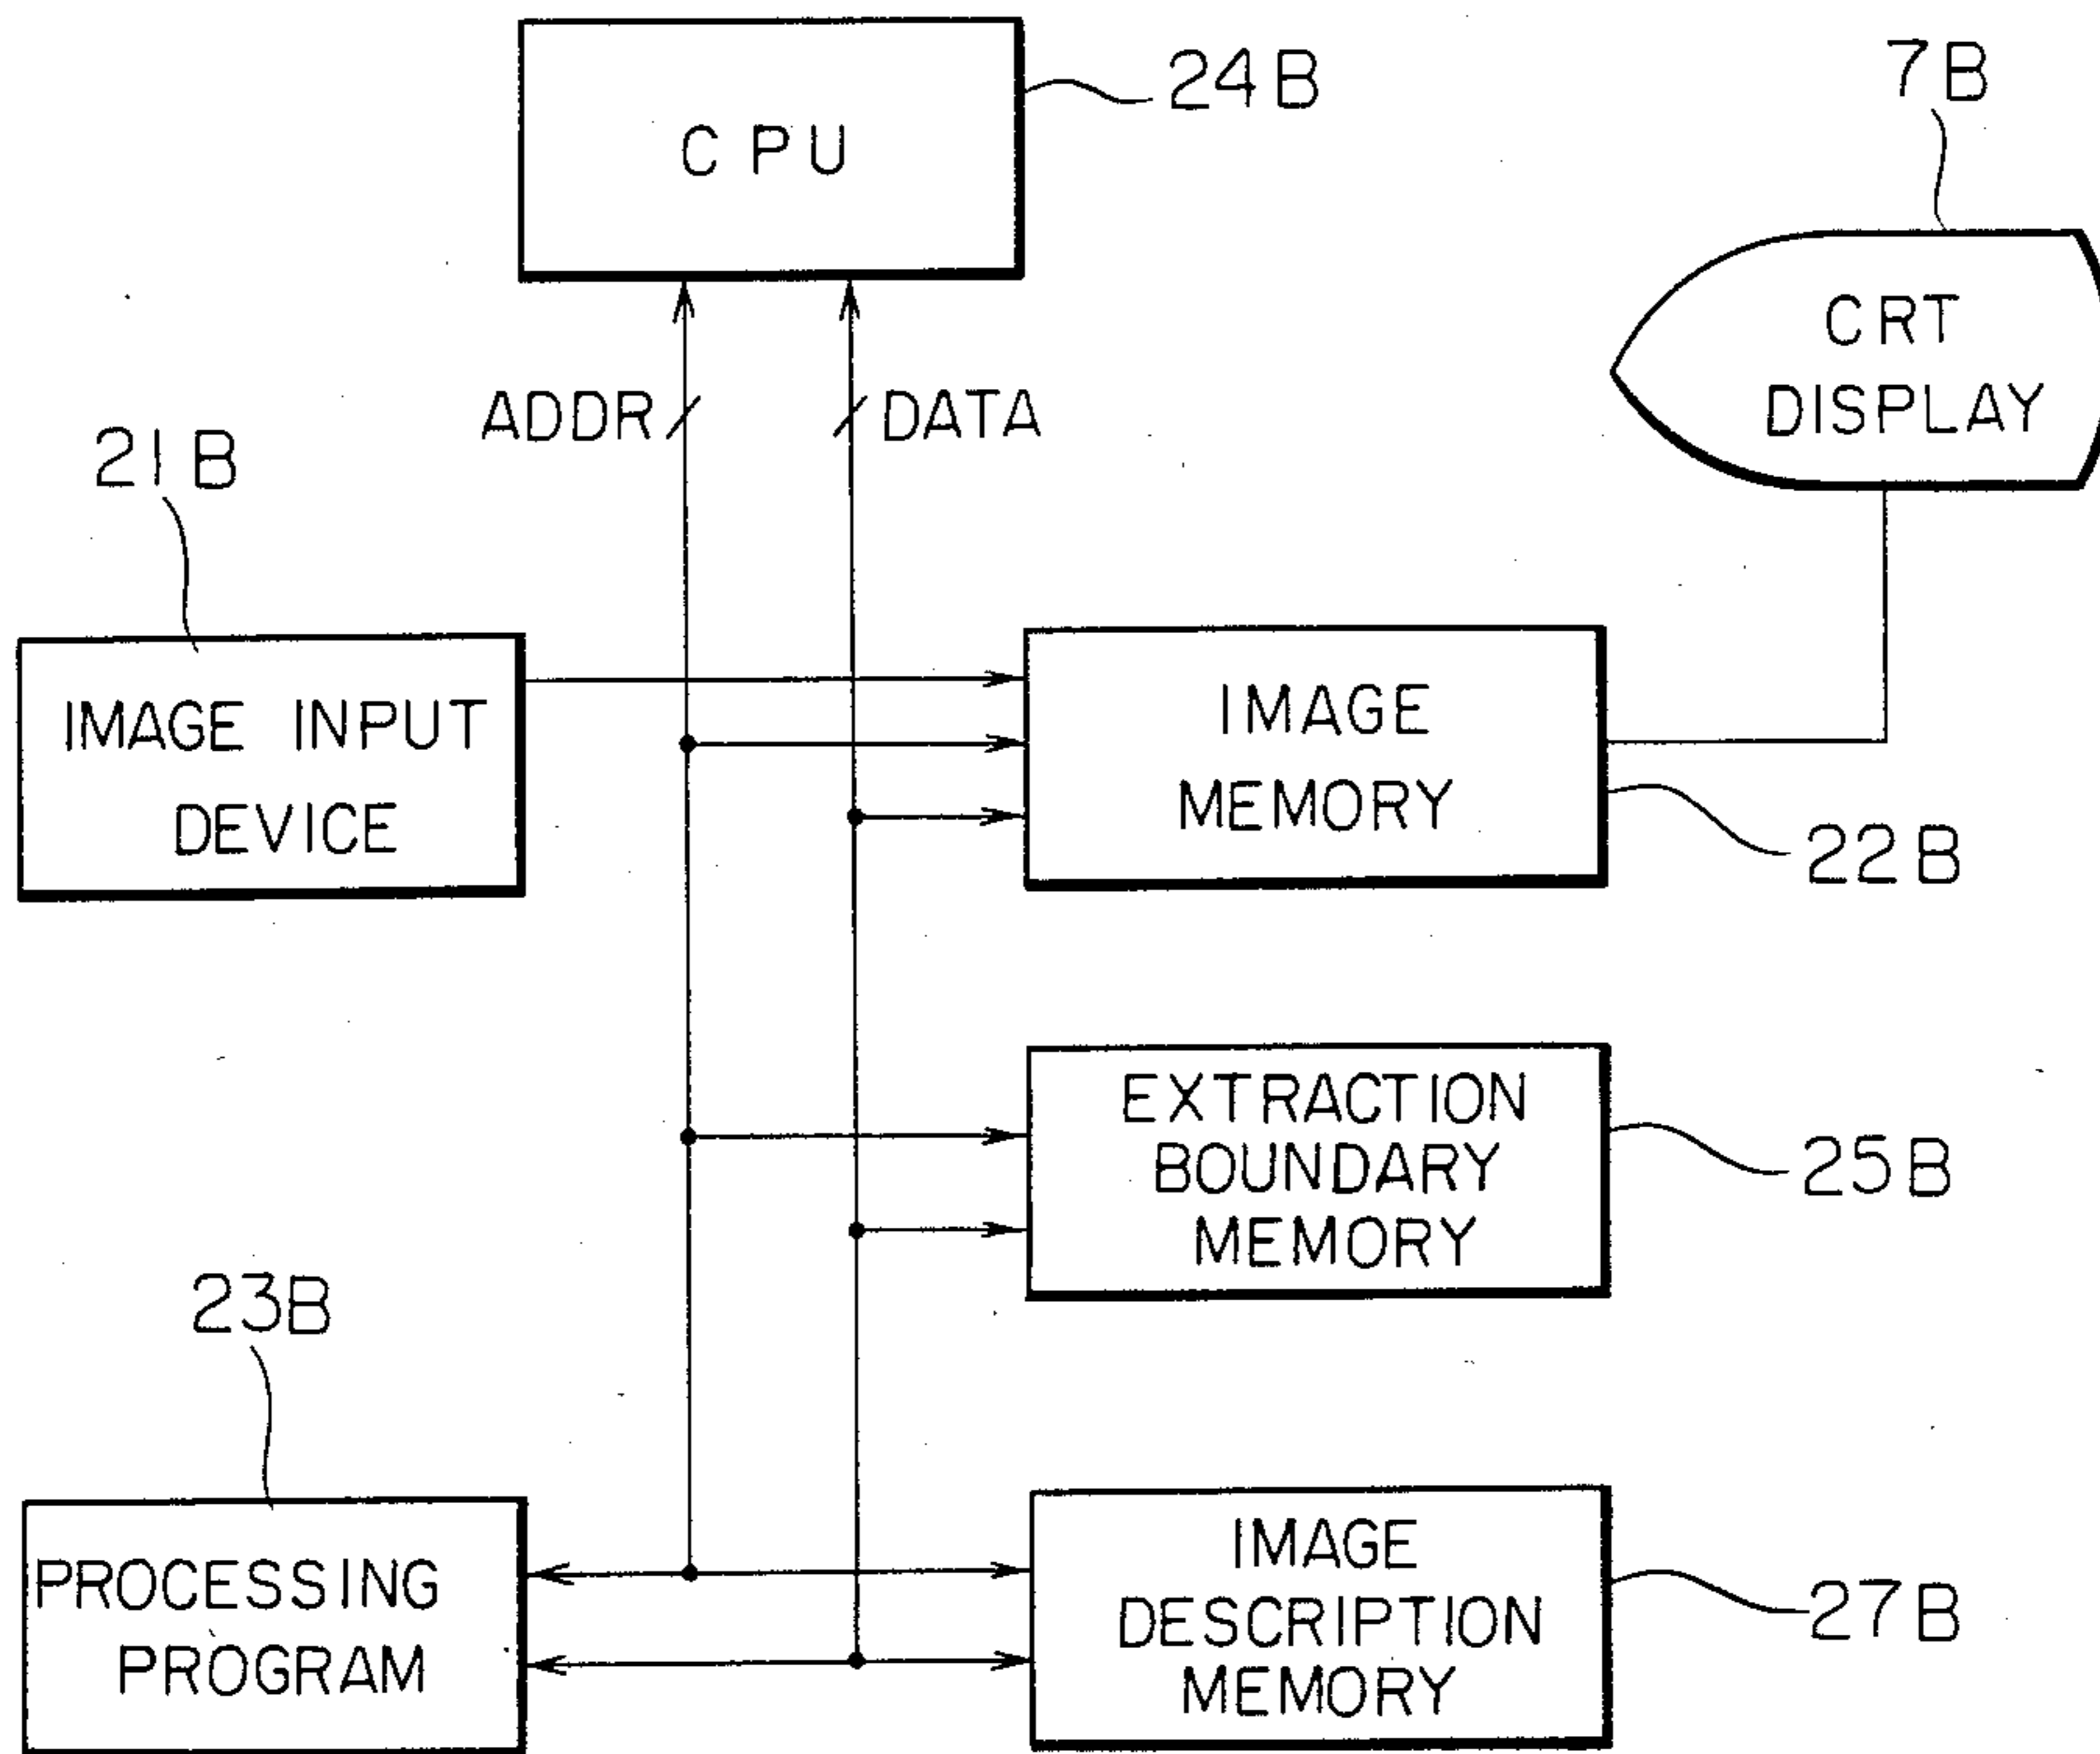 24B
CPU
7B
CRT
DISPLAY
ADDR
DATA
21B
IMAGE INPUT
DEVICE
IMAGE
MEMORY
22B
EXTRACTION
BOUNDARY
MEMORY
25B
23B
PROCESSING
PROGRAM
IMAGE
DESCRIPTION
MEMORY
27B